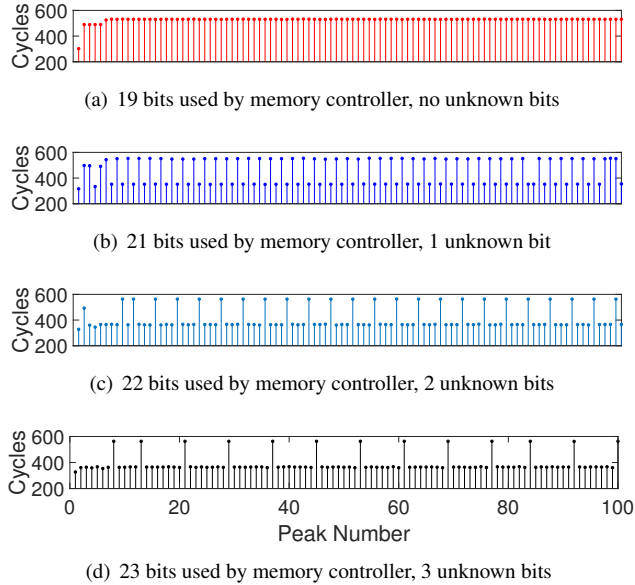 600
400
200
Cycles
(a) 19 bits used by memory controller, no unknown bits
600
400
200
Cycles
(b) 21 bits used by memory controller, 1 unknown bit
600
400
200
Cycles
(c) 22 bits used by memory controller, 2 unknown bits
600
400
200
Cycles
0 20 40 60 80 100
Peak Number
(d) 23 bits used by memory controller, 3 unknown bits